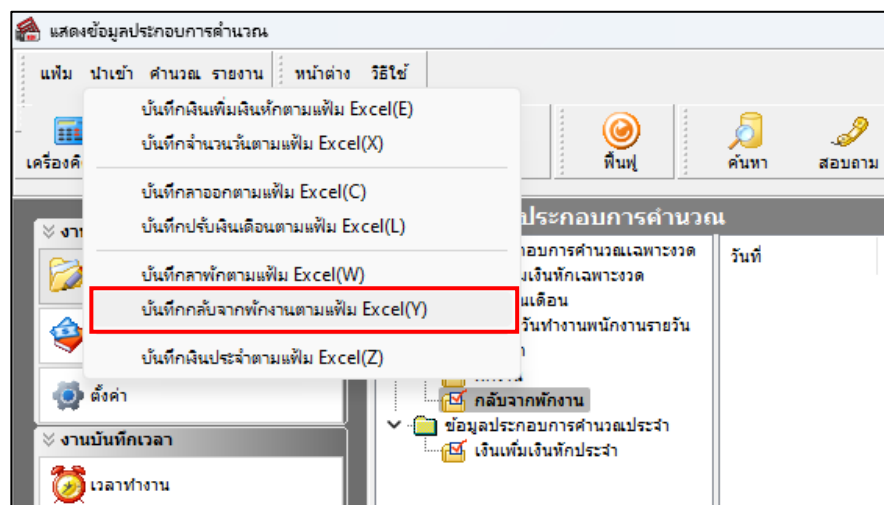 แสดงข้อมูลประกอบการคำนวณ
แฟ้ม นำเข้า คำนวณ รายงาน หน้าต่าง วิธีใช้
บันทึกเงินเพิ่มเงินหักตามแฟ้ม Excel(E)
บันทึกจำนวนวันตามแฟ้ม Excel(X)
บันทึกลาออกตามแฟ้ม Excel(C)
บันทึกปรับเงินเดือนตามแฟ้ม Excel(L)
บันทึกลาพักตามแฟ้ม Excel(W)
บันทึกกลับจากพักงานตามแฟ้ม Excel(Y)
บันทึกเงินประจำตามแฟ้ม Excel(Z)
ฟื้นฟู ค้นหา สอบถาม
ประกอบการคำนวณ
วันที่
กลับจากพักงาน
ข้อมูลประกอบการคำนวณประจำ
เงินเพิ่มเงินหักประจำ
ตั้งค่า
งานบันทึกเวลา
เวลาทำงาน